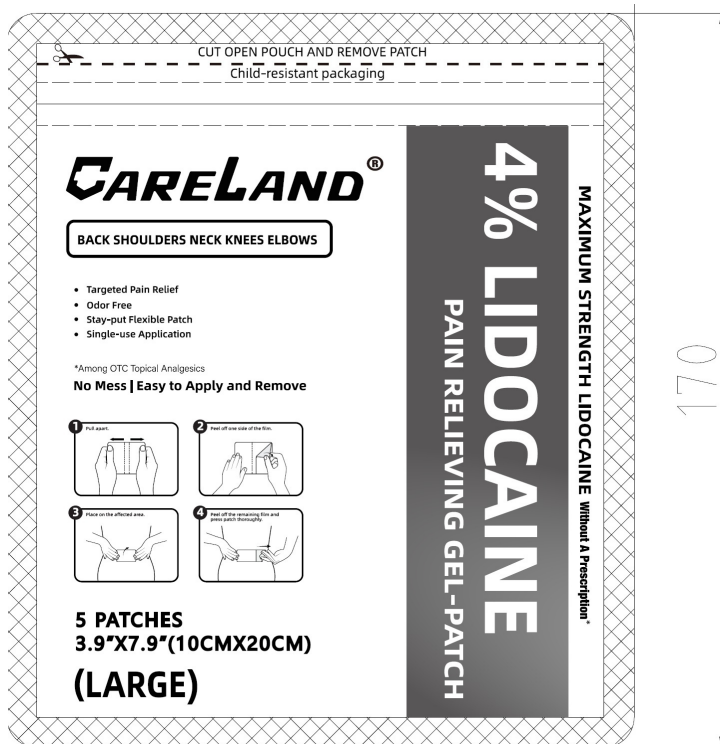 CUT OPEN POUCH AND REMOVE PATCH
Child-resistant packaging
CARELAND®
BACK SHOULDERS NECK KNEES ELBOWS
• Targeted Pain Relief
• Odor Free
• Stay-put Flexible Patch
• Single-use Application
*Among OTC Topical Analgesics
No Mess | Easy to Apply and Remove
1 Pull apart.
2 Peel off one side of the film.
3 Place on the affected area.
4 Peel off the remaining film and
press patch thoroughly.
5 PATCHES
3.9"X7.9"(10CMX20CM)
(LARGE)
4% LIDOCAINE
PAIN RELIEVING GEL-PATCH
MAXIMUM STRENGTH LIDOCAINE Without A Prescription*
170